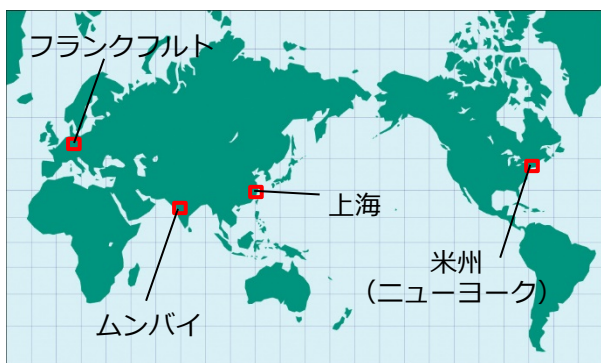 フランクフルト
上海
米州
（ニューヨーク）
ムンバイ